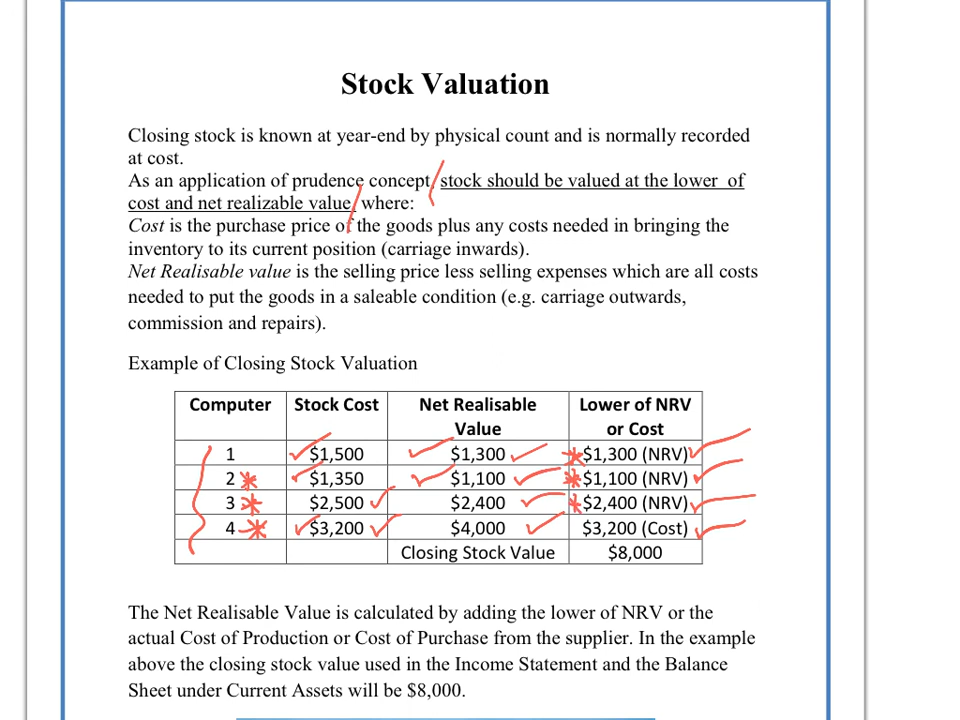 Stock Valuation
Closing stock is known at year-end by physical count and is normally recorded
at cost.
As an application of prudence concept, stock should be valued at the lower of
cost and net realizable value, where:
Cost is the purchase price of the goods plus any costs needed in bringing the
inventory to its current position (carriage inwards).
Net Realisable value is the selling price less selling expenses which are all costs
needed to put the goods in a saleable condition (e.g. carriage outwards,
commission and repairs).
Example of Closing Stock Valuation
Computer Stock Cost Net Realisable Lower of NRV
Value or Cost
1 $1,500 $1,300 $1,300 (NRV)
2 $1,350 $1,100 $1,100 (NRV)
3 $2,500 $2,400 $2,400 (NRV)
4 $3,200 $4,000 $3,200 (Cost)
Closing Stock Value $8,000
The Net Realisable Value is calculated by adding the lower of NRV or the
actual Cost of Production or Cost of Purchase from the supplier. In the example
above the closing stock value used in the Income Statement and the Balance
Sheet under Current Assets will be $8,000.